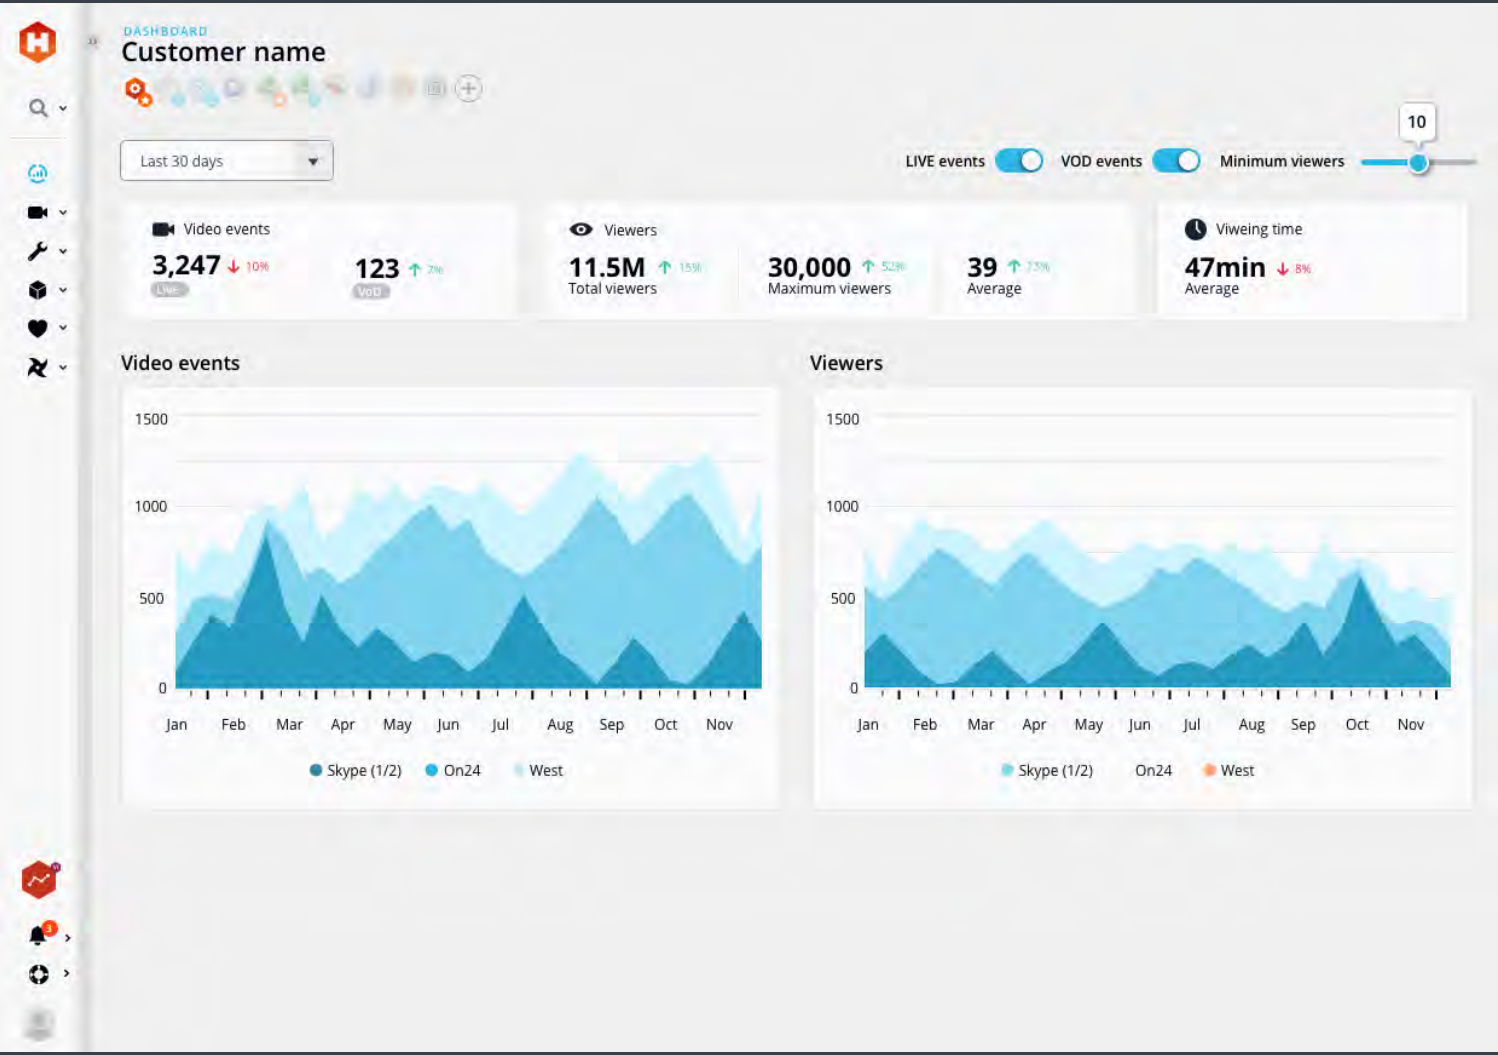 DASHBOARD
Customer name
Last 30 days
LIVE events
VOD events
Minimum viewers
10
Video events
3,247 10%
Live
123 7%
VoD
Viewers
11.5M 15%
Total viewers
30,000 52%
Maximum viewers
39
Average
Viweing time
47min 8%
Average
Video events
1500
1000
500
0
Jan Feb Mar Apr May Jun Jul Aug Sep Oct Nov
Skype (1/2) On24 West
Viewers
1500
1000
500
0
Jan Feb Mar Apr May Jun Jul Aug Sep Oct Nov
Skype (1/2) On24 West
3